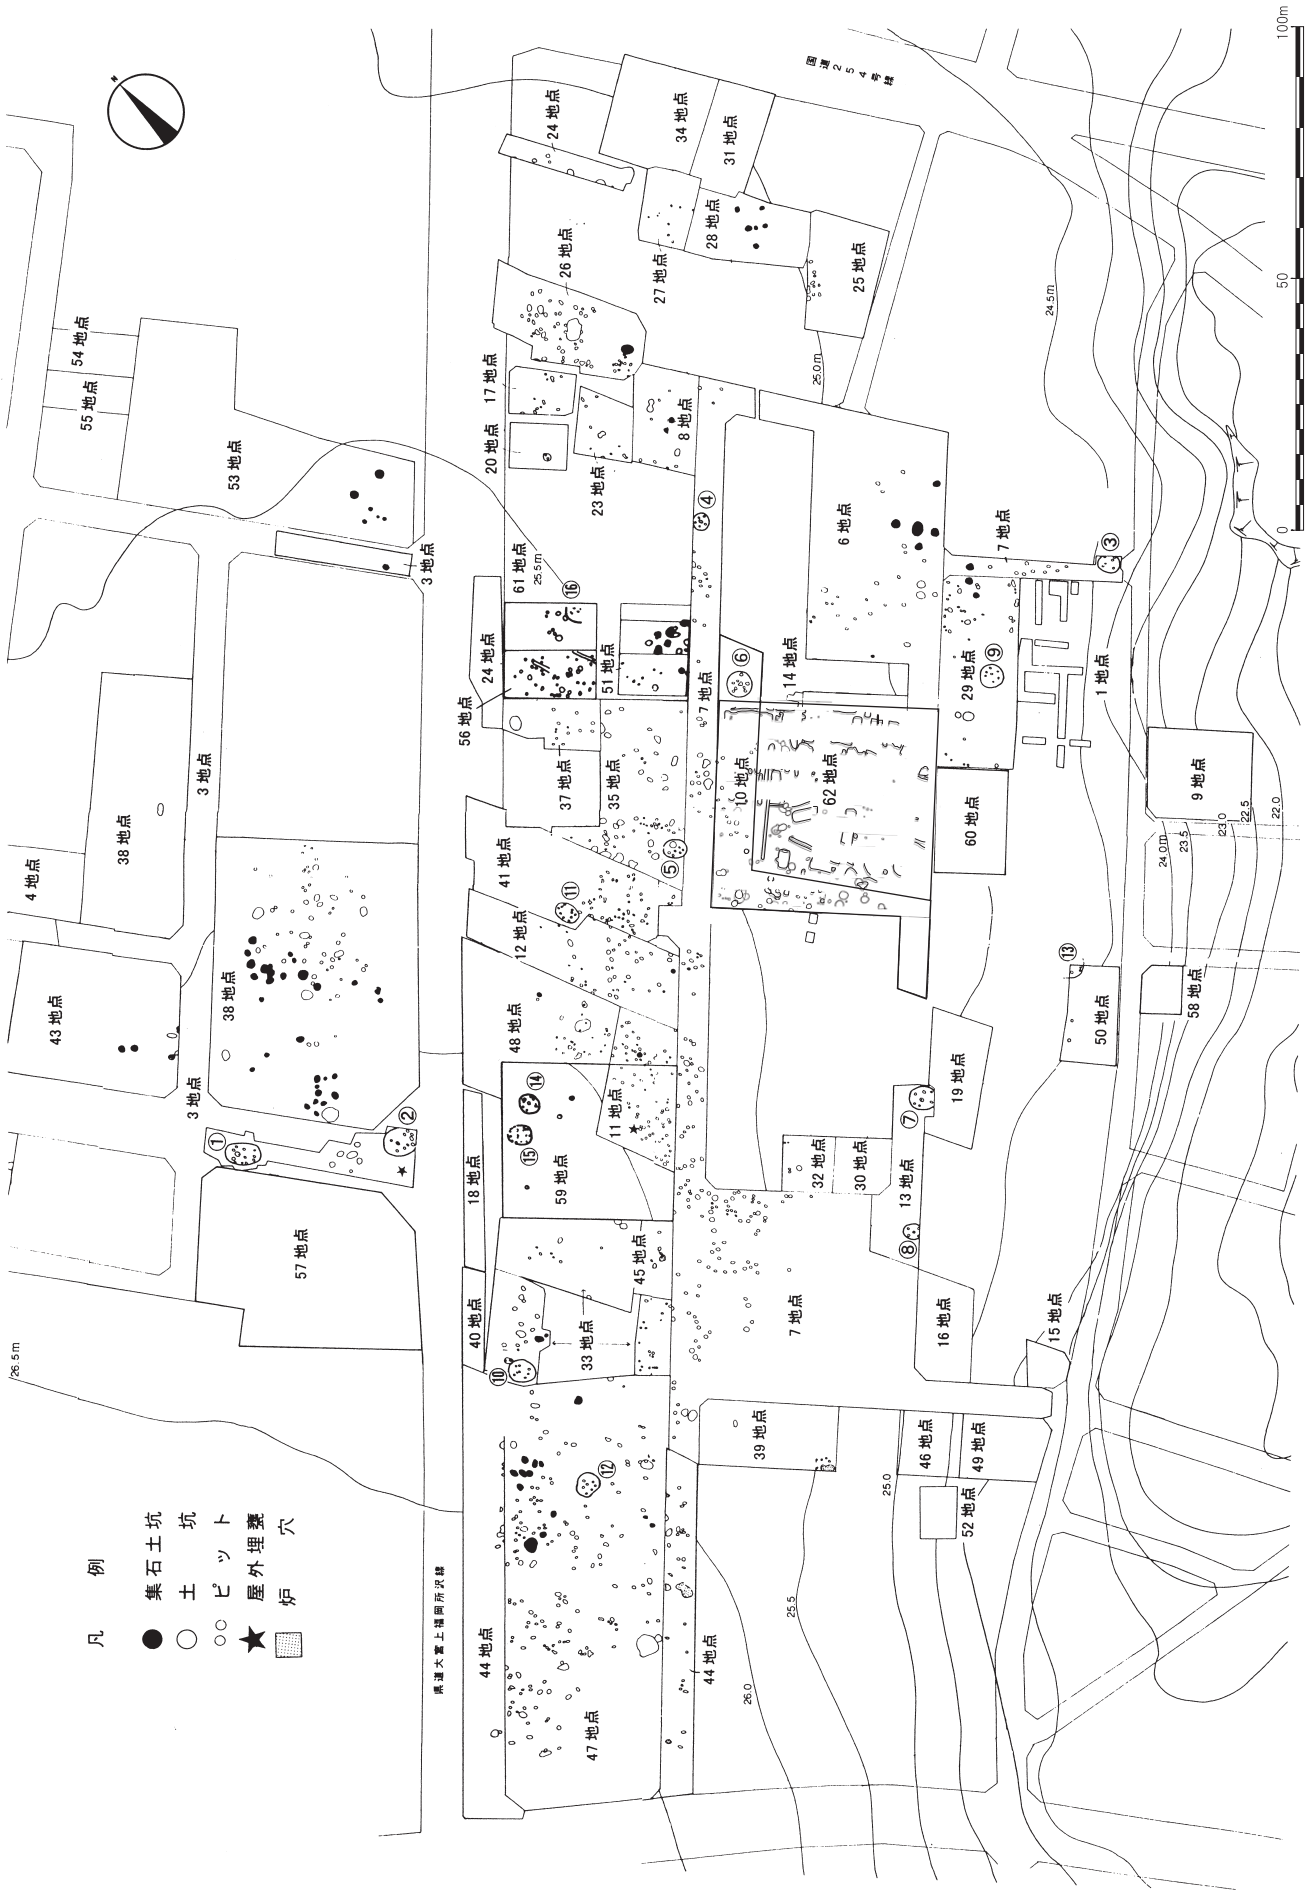 凡例
集石土坑
土坑
ピット
屋外埋甕
炉穴
N
国道254号線
県道大宮上福岡所沢線
100m
50
0
54地点
55地点
53地点
3地点
3地点
3地点
4地点
38地点
38地点
43地点
57地点
①
②
26.5m
24地点
34地点
31地点
26地点
27地点
28地点
25地点
25.0m
24.5m
17地点
20地点
23地点
8地点
④
6地点
7地点
③
61地点
25.5m
⑯
24地点
56地点
51地点
7地点
⑥
14地点
29地点
⑨
1地点
37地点
35地点
10地点
62地点
60地点
9地点
41地点
⑤
⑪
12地点
24.0m
23.5
23.0
22.5
22.0
48地点
⑬
50地点
58地点
⑭
⑮
11地点
59地点
18地点
19地点
⑦
32地点
30地点
13地点
⑧
45地点
40地点
33地点
⑩
7地点
16地点
15地点
39地点
46地点
49地点
52地点
25.0
⑫
44地点
47地点
44地点
25.5
26.0